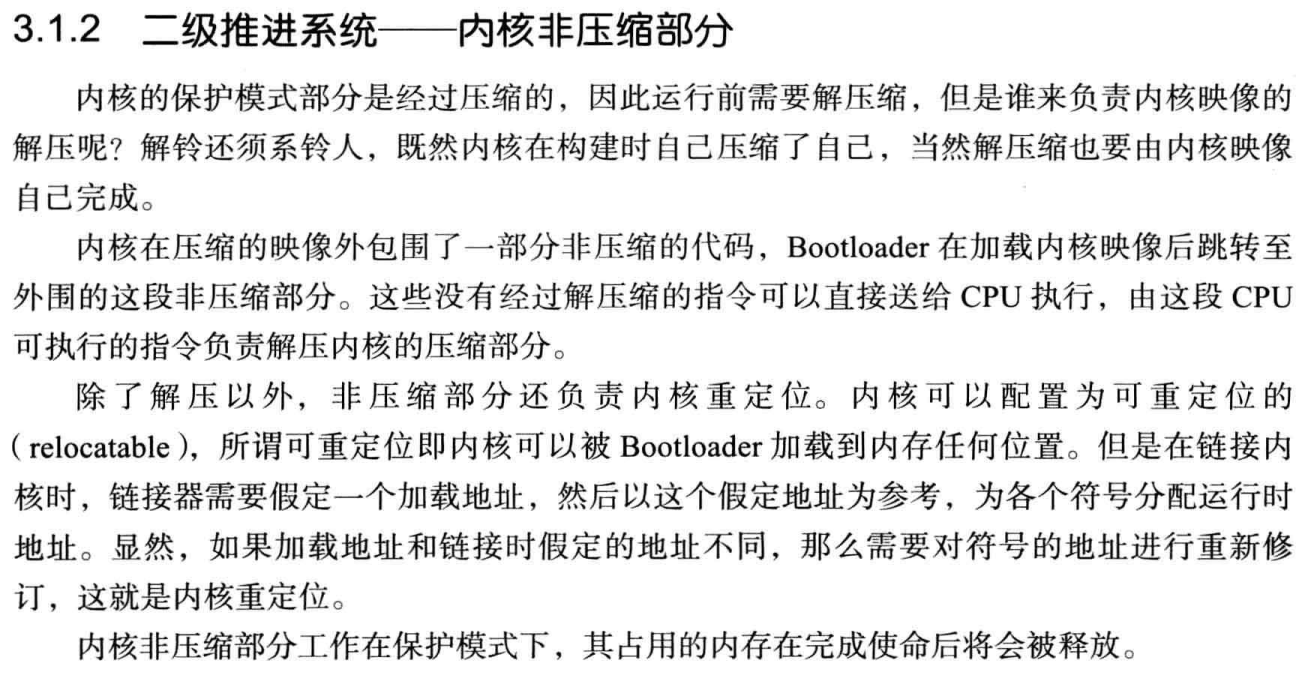 3.1.2 二级推进系统——内核非压缩部分
内核的保护模式部分是经过压缩的，因此运行前需要解压缩，但是谁来负责内核映像的
解压呢？解铃还须系铃人，既然内核在构建时自己压缩了自己，当然解压缩也要由内核映像
自己完成。
内核在压缩的映像外包围了一部分非压缩的代码，Bootloader 在加载内核映像后跳转至
外围的这段非压缩部分。这些没有经过解压缩的指令可以直接送给 CPU 执行，由这段 CPU
可执行的指令负责解压内核的压缩部分。
除了解压以外，非压缩部分还负责内核重定位。内核可以配置为可重定位的
（relocatable），所谓可重定位即内核可以被 Bootloader 加载到内存任何位置。但是在链接内
核时，链接器需要假定一个加载地址，然后以这个假定地址为参考，为各个符号分配运行时
地址。显然，如果加载地址和链接时假定的地址不同，那么需要对符号的地址进行重新修
订，这就是内核重定位。
内核非压缩部分工作在保护模式下，其占用的内存在完成使命后将会被释放。